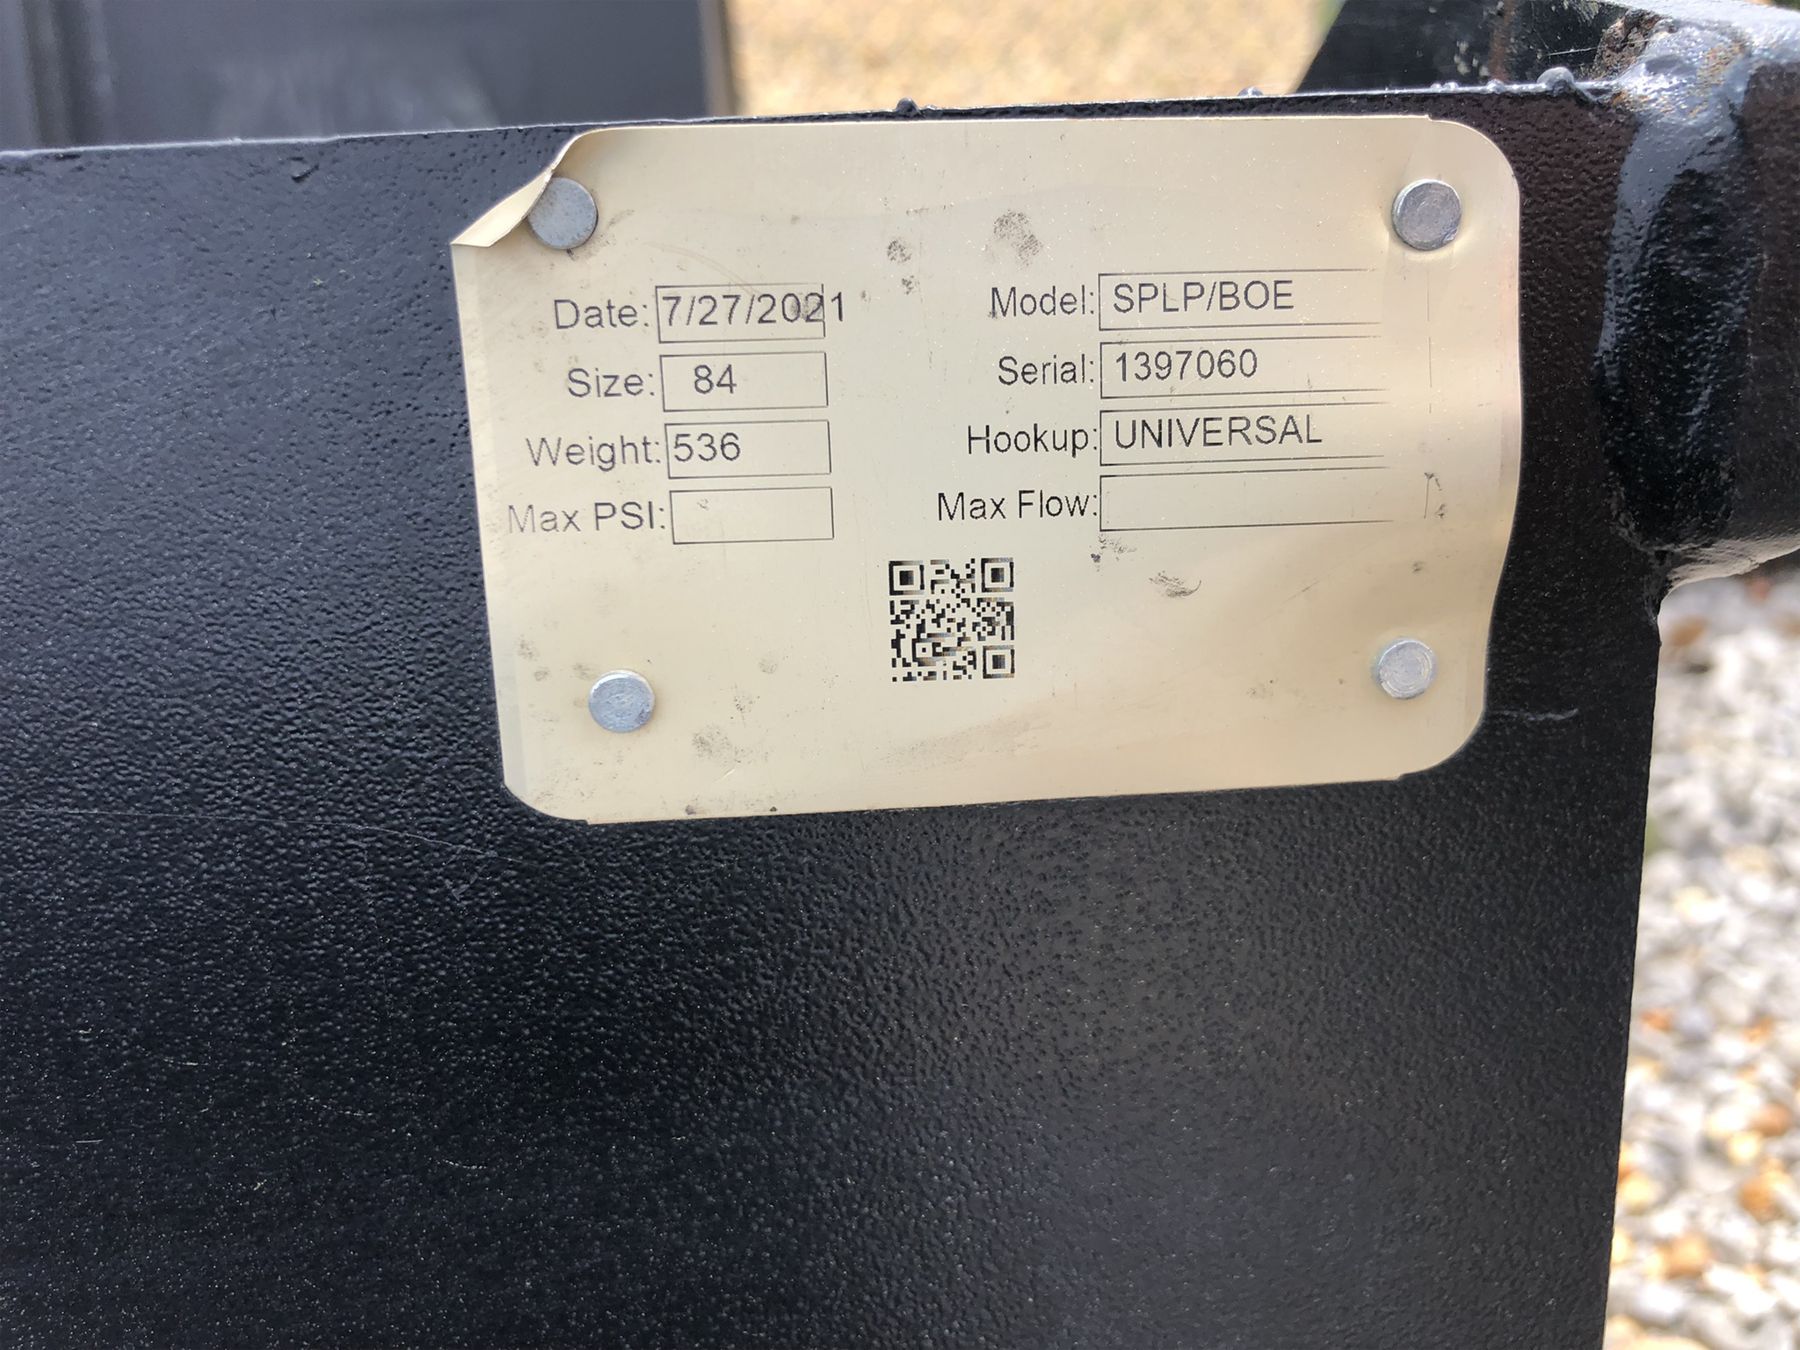 Date: 7/27/2021
Size: 84
Weight: 536
Max PSI:
Model: SPLP/BOE
Serial: 1397060
Hookup: UNIVERSAL
Max Flow: